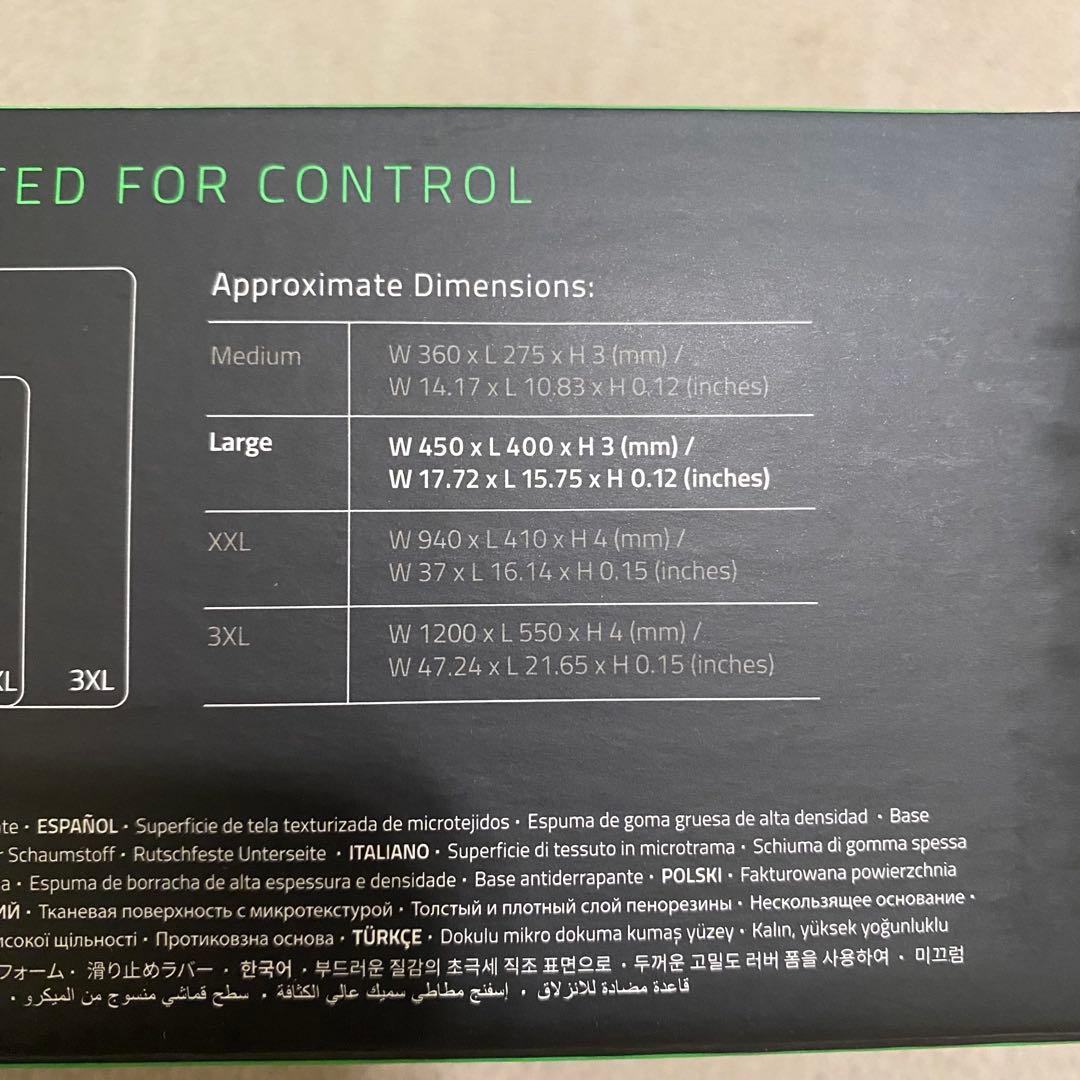 TED FOR CONTROL
Approximate Dimensions:
Medium
W 360 x L 275 x H 3 (mm) /
W 14.17 x L 10.83 x H 0.12 (inches)
Large
W 450 x L 400 x H 3 (mm) /
W 17.72 x L 15.75 x H 0.12 (inches)
XXL
W 940 x L 410 x H 4 (mm) /
W 37 x L 16.14 x H 0.15 (inches)
3XL
W 1200 x L 550 x H 4 (mm) /
W 47.24 x L 21.65 x H 0.15 (inches)
XL
3XL
te · ESPAÑOL · Superficie de tela texturizada de microtejidos · Espuma de goma gruesa de alta densidad · Base
r Schaumstoff · Rutschfeste Unterseite · ITALIANO · Superficie di tessuto in microtrama · Schiuma di gomma spessa
a · Espuma de borracha de alta espessura e densidade · Base antiderrapante · POLSKI · Fakturowana powierzchnia
ИЙ · Тканевая поверхность с микротекстурой · Толстый и плотный слой пенорезины · Нескользящее основание ·
исокої щільності · Протиковзна основа · TÜRKÇE · Dokulu mikro dokuma kumaş yüzey · Kalın, yüksek yoğunluklu
フォーム · 滑り止めラバー · 한국어 · 부드러운 질감의 초극세 직조 표면으로 · 두꺼운 고밀도 러버 폼을 사용하여 · 미끄럼
قاعدة مضادة للانزلاق · إسفنج مطاطي سميك عالي الكثافة · سطح قماشي منسوج من الميكرو ·